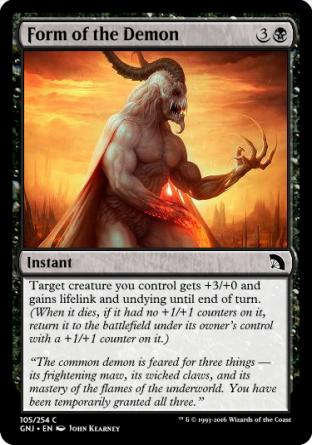 Form of the Demon 3
Instant
Target creature you control gets +3/+0 and
gains lifelink and undying until end of turn.
(When it dies, if it had no +1/+1 counters on it,
return it to the battlefield under its owner's control
with a +1/+1 counter on it.)
"The common demon is feared for three things —
its frightening maw, its wicked claws, and its
mastery of the flames of the underworld. You have
been temporarily granted all three."
105/254 C
GNJ • EN JOHN KEARNEY
™ & © 1993-2016 Wizards of the Coast